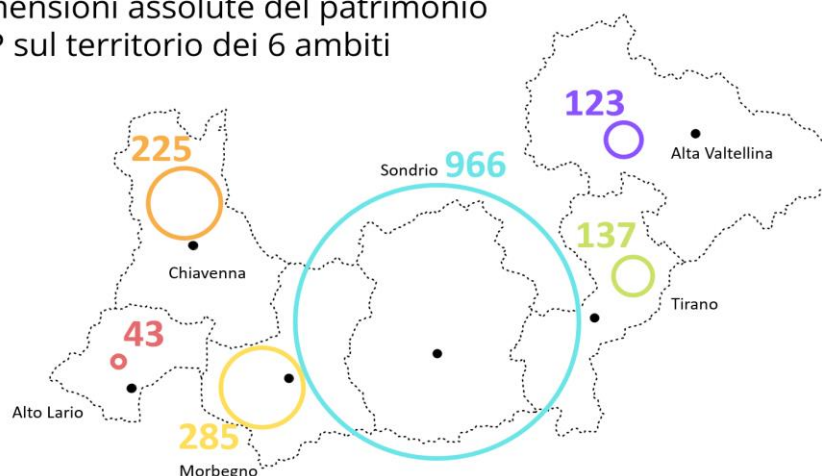 mensioni assolute del patrimonio
P sul territorio dei 6 ambiti
123
Alta Valtellina
225
Sondrio 966
137
Chiavenna
Tirano
43
Alto Lario
285
Morbegno